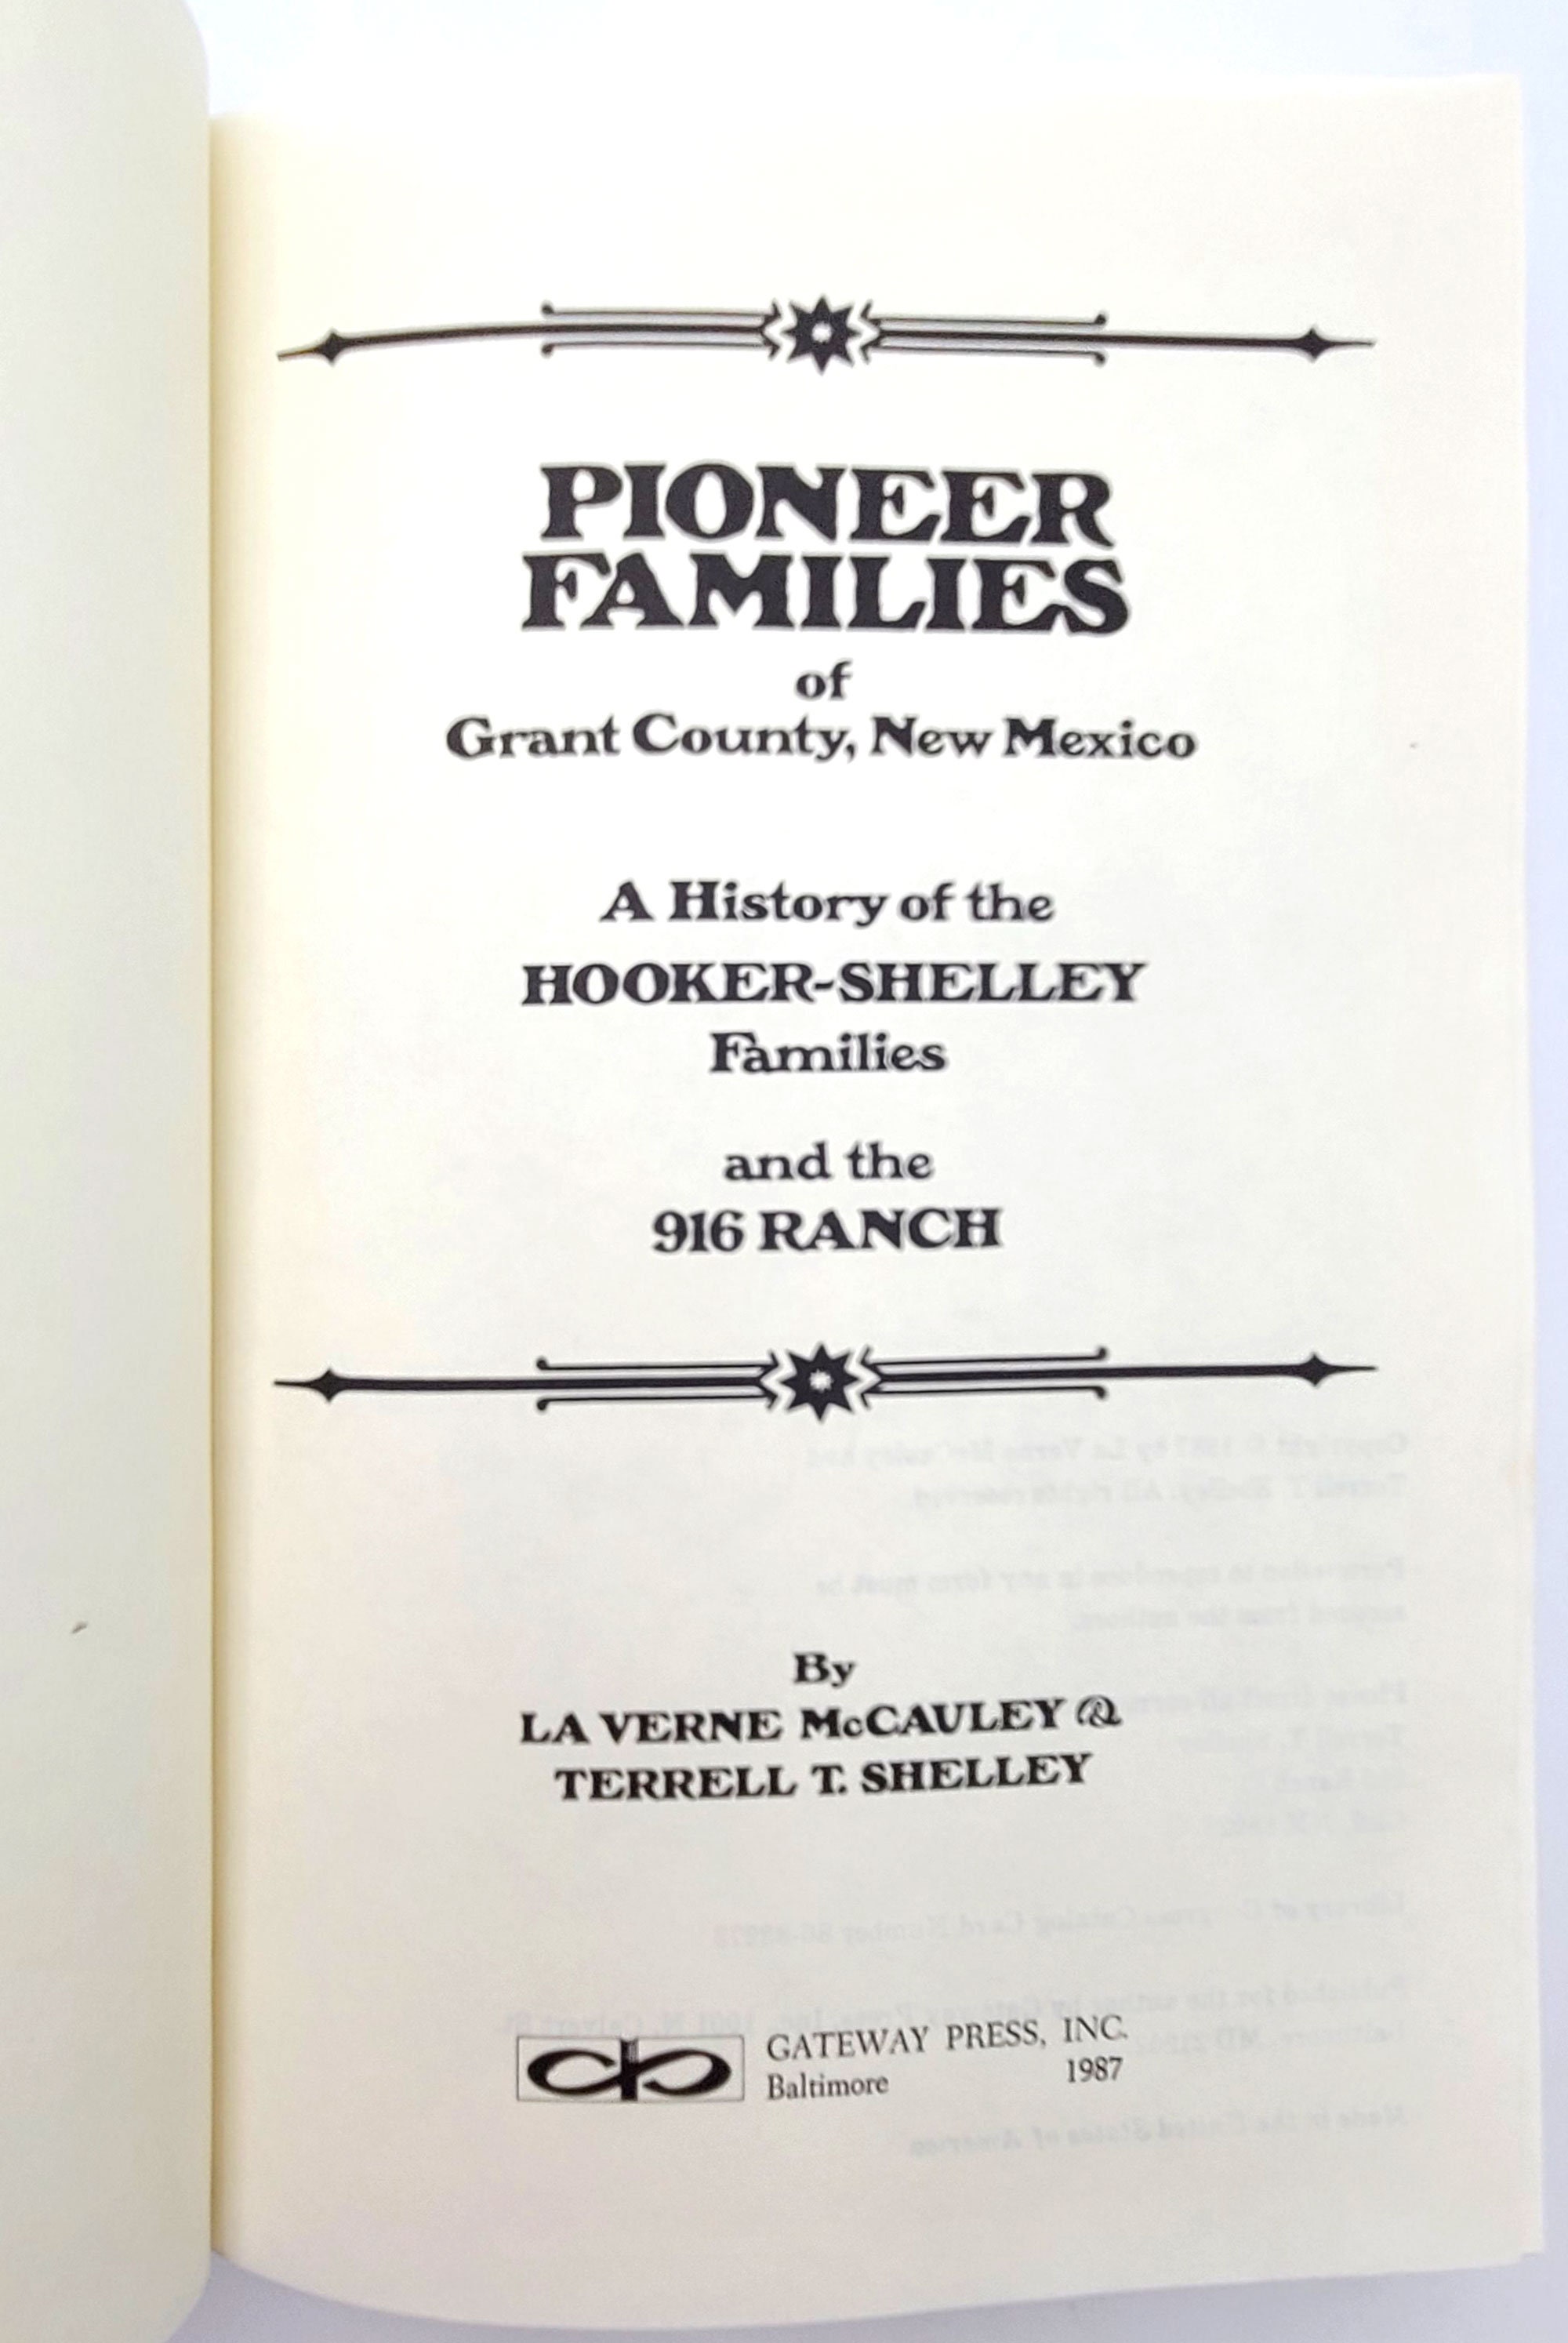 PIONEER
FAMILIES
of
Grant County, New Mexico
A History of the
HOOKER-SHELLEY
Families
and the
916 RANCH
By
LA VERNE McCAULEY &
TERRELL T. SHELLEY
GATEWAY PRESS, INC.
Baltimore 1987